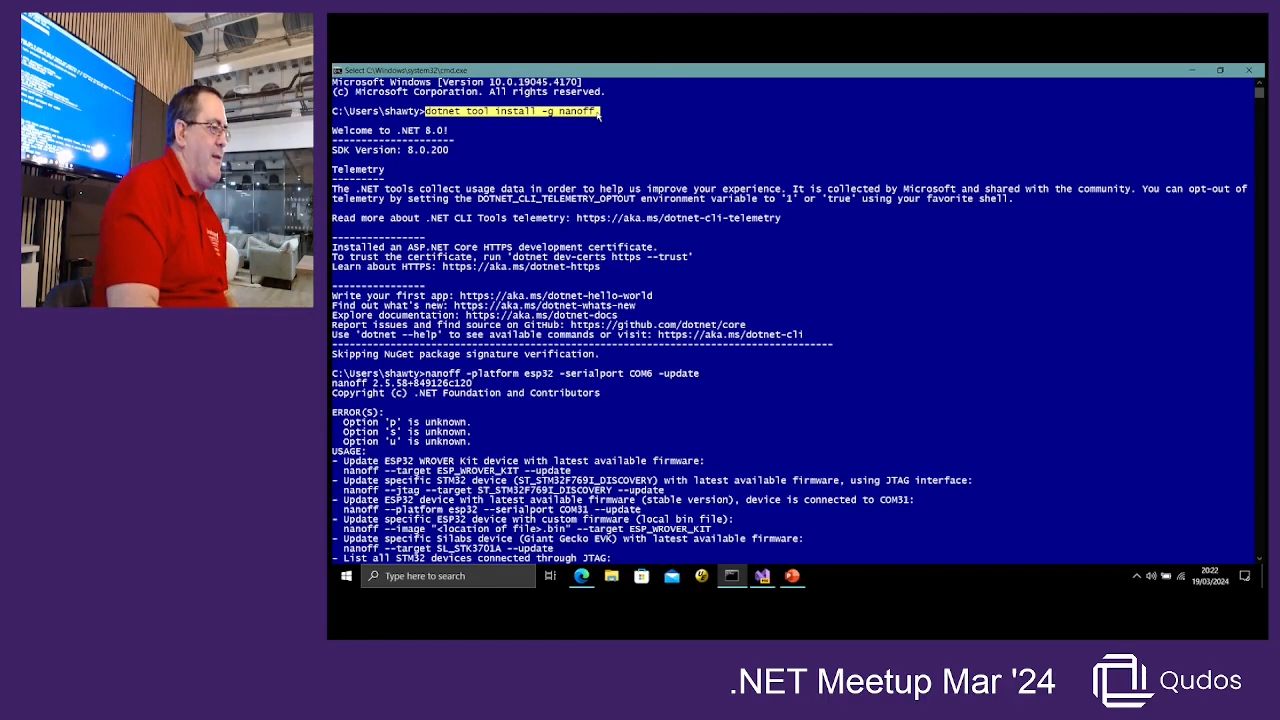 Select C:\Windows\system32\cmd.exe
Microsoft Windows [Version 10.0.19045.4170]
(c) Microsoft Corporation. All rights reserved.
C:\Users\shawty>dotnet tool install -g nanoff
Welcome to .NET 8.0!
---------------------
SDK Version: 8.0.200
Telemetry
---------
The .NET tools collect usage data in order to help us improve your experience. It is collected by Microsoft and shared with the community. You can opt-out of
telemetry by setting the DOTNET_CLI_TELEMETRY_OPTOUT environment variable to '1' or 'true' using your favorite shell.
Read more about .NET CLI Tools telemetry: https://aka.ms/dotnet-cli-telemetry
----------------
Installed an ASP.NET Core HTTPS development certificate.
To trust the certificate, run 'dotnet dev-certs https --trust'
Learn about HTTPS: https://aka.ms/dotnet-https
----------------
Write your first app: https://aka.ms/dotnet-hello-world
Find out what's new: https://aka.ms/dotnet-whats-new
Explore documentation: https://aka.ms/dotnet-docs
Report issues and find source on GitHub: https://github.com/dotnet/core
Use 'dotnet --help' to see available commands or visit: https://aka.ms/dotnet-cli
--------------------------------------------------------------------------------------
Skipping NuGet package signature verification.
C:\Users\shawty>nanoff -platform esp32 -serialport COM6 -update
nanoff 2.5.58+849126c120
Copyright (c) .NET Foundation and Contributors
ERROR(S):
Option 'p' is unknown.
Option 's' is unknown.
Option 'u' is unknown.
USAGE:
- Update ESP32 WROVER Kit device with latest available firmware:
nanoff --target ESP_WROVER_KIT --update
- Update specific STM32 device (ST_STM32F769I_DISCOVERY) with latest available firmware, using JTAG interface:
nanoff --jtag --target ST_STM32F769I_DISCOVERY --update
- Update ESP32 device with latest available firmware (stable version), device is connected to COM31:
nanoff --platform esp32 --serialport COM31 --update
- Update specific ESP32 device with custom firmware (local bin file):
nanoff --image "<location of file>.bin" --target ESP_WROVER_KIT
- Update specific Silabs device (Giant Gecko EVK) with latest available firmware:
nanoff --target SL_STK3701A --update
- List all STM32 devices connected through JTAG:
Type here to search
20:22
19/03/2024
.NET Meetup Mar '24
Qudos